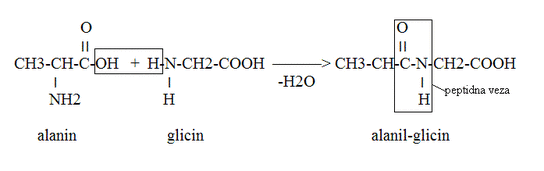 O O
CH3-CH-C-OH + H-N-CH2-COOH > CH3-CH-C-N-CH2-COOH
-H2O
NH2 H H peptidna veza
alanin glicin alanil-glicin